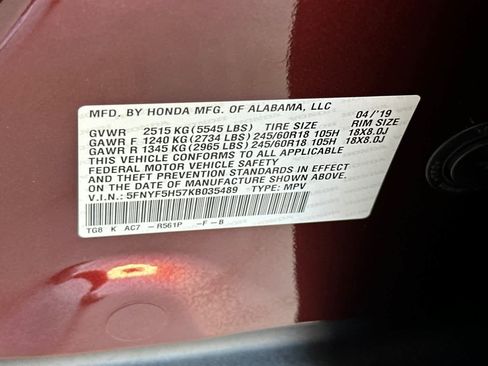 MFD. BY HONDA MFG. OF ALABAMA, LLC 04/'19
GVWR 2515 KG (5545 LBS) TIRE SIZE RIM SIZE
GAWR F 1240 KG (2734 LBS) 245/60R18 105H 18X8.0J
GAWR R 1345 KG (2965 LBS) 245/60R18 105H 18X8.0J
THIS VEHICLE CONFORMS TO ALL APPLICABLE
FEDERAL MOTOR VEHICLE SAFETY
AND THEFT PREVENTION STANDARDS IN EFFECT
ON THE DATE OF MANUFACTURE SHOWN ABOVE.
V.I.N.: 5FNYF5H57KB035489 TYPE: MPV
TG8 K AC7 -R561P -F -B